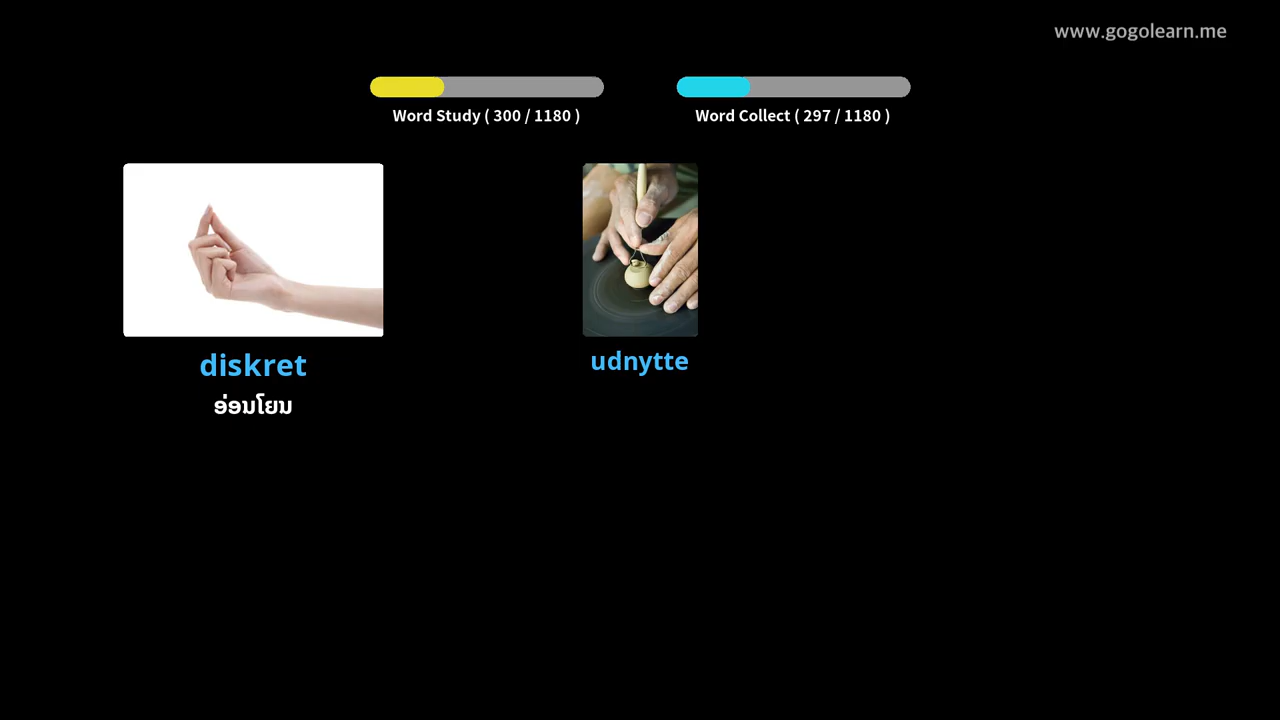 www.gogolearn.me
Word Study ( 300 / 1180 )
Word Collect ( 297 / 1180 )
diskret
ອ່ອນໂຍນ
udnytte